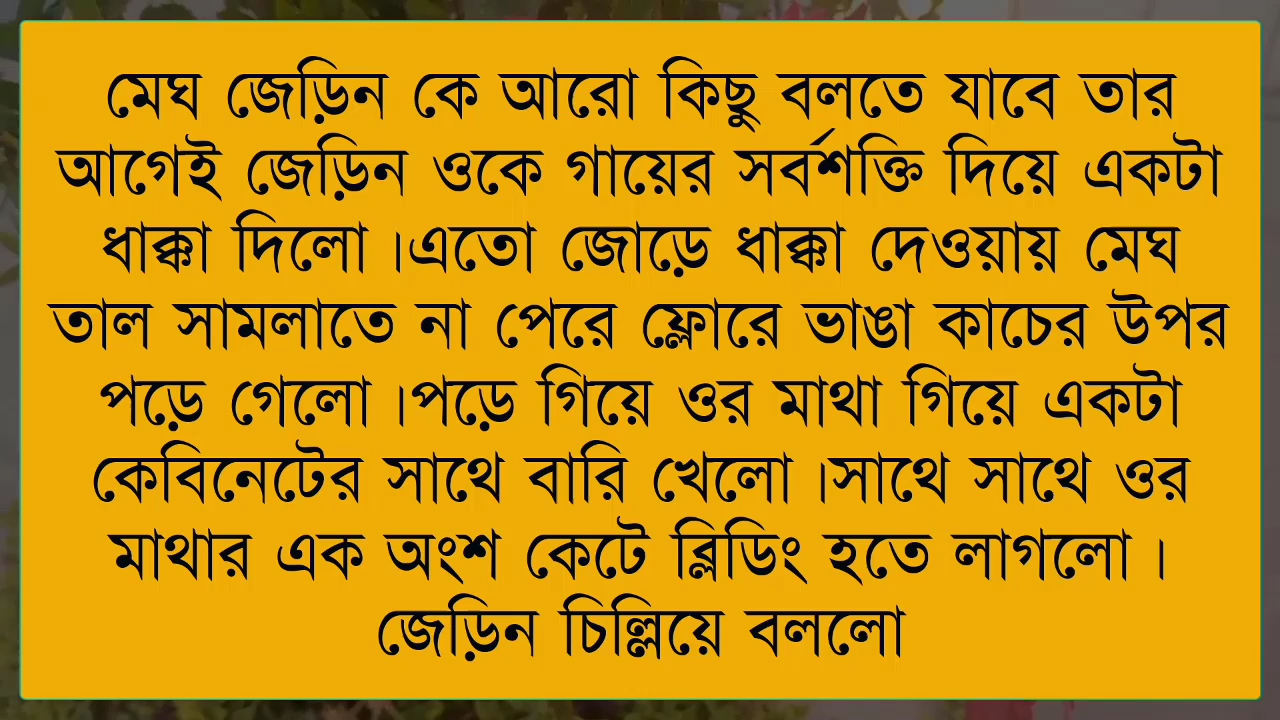 মেঘ জেড়িন কে আরো কিছু বলতে যাবে তার
আগেই জেড়িন ওকে গায়ের সর্বশক্তি দিয়ে একটা
ধাক্কা দিলো।এতো জোড়ে ধাক্কা দেওয়ায় মেঘ
তাল সামলাতে না পেরে ফ্লোরে ভাঙা কাচের উপর
পড়ে গেলো।পড়ে গিয়ে ওর মাথা গিয়ে একটা
কেবিনেটের সাথে বারি খেলো।সাথে সাথে ওর
মাথার এক অংশ কেটে ব্লিডিং হতে লাগলো।
জেড়িন চিল্লিয়ে বললো